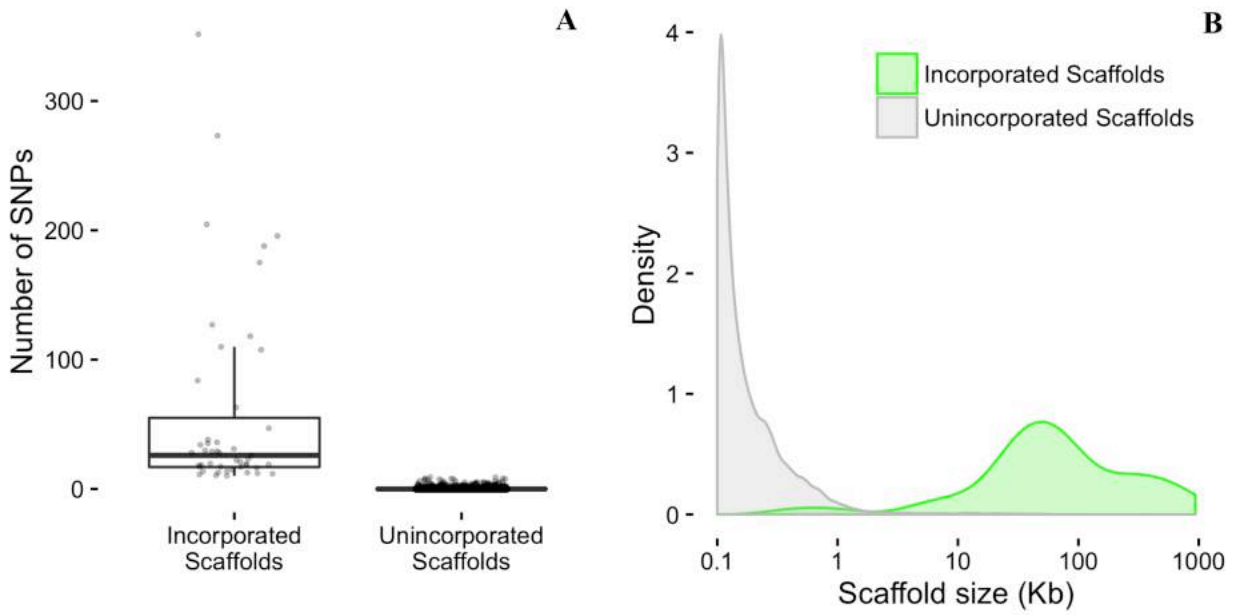 A
Number of SNPs
300
200
100
0
Incorporated
Scaffolds
Unincorporated
Scaffolds
B
Density
4
3
2
1
0
Incorporated Scaffolds
Unincorporated Scaffolds
0.1
1
10
100
1000
Scaffold size (Kb)